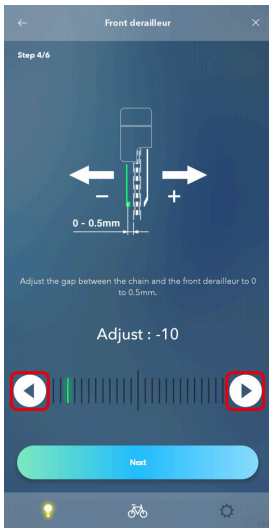 Front derailleur
Step 4/6
− +
0 - 0.5mm
Adjust the gap between the chain and the front derailleur to 0
to 0.5mm.
Adjust : -10
Next